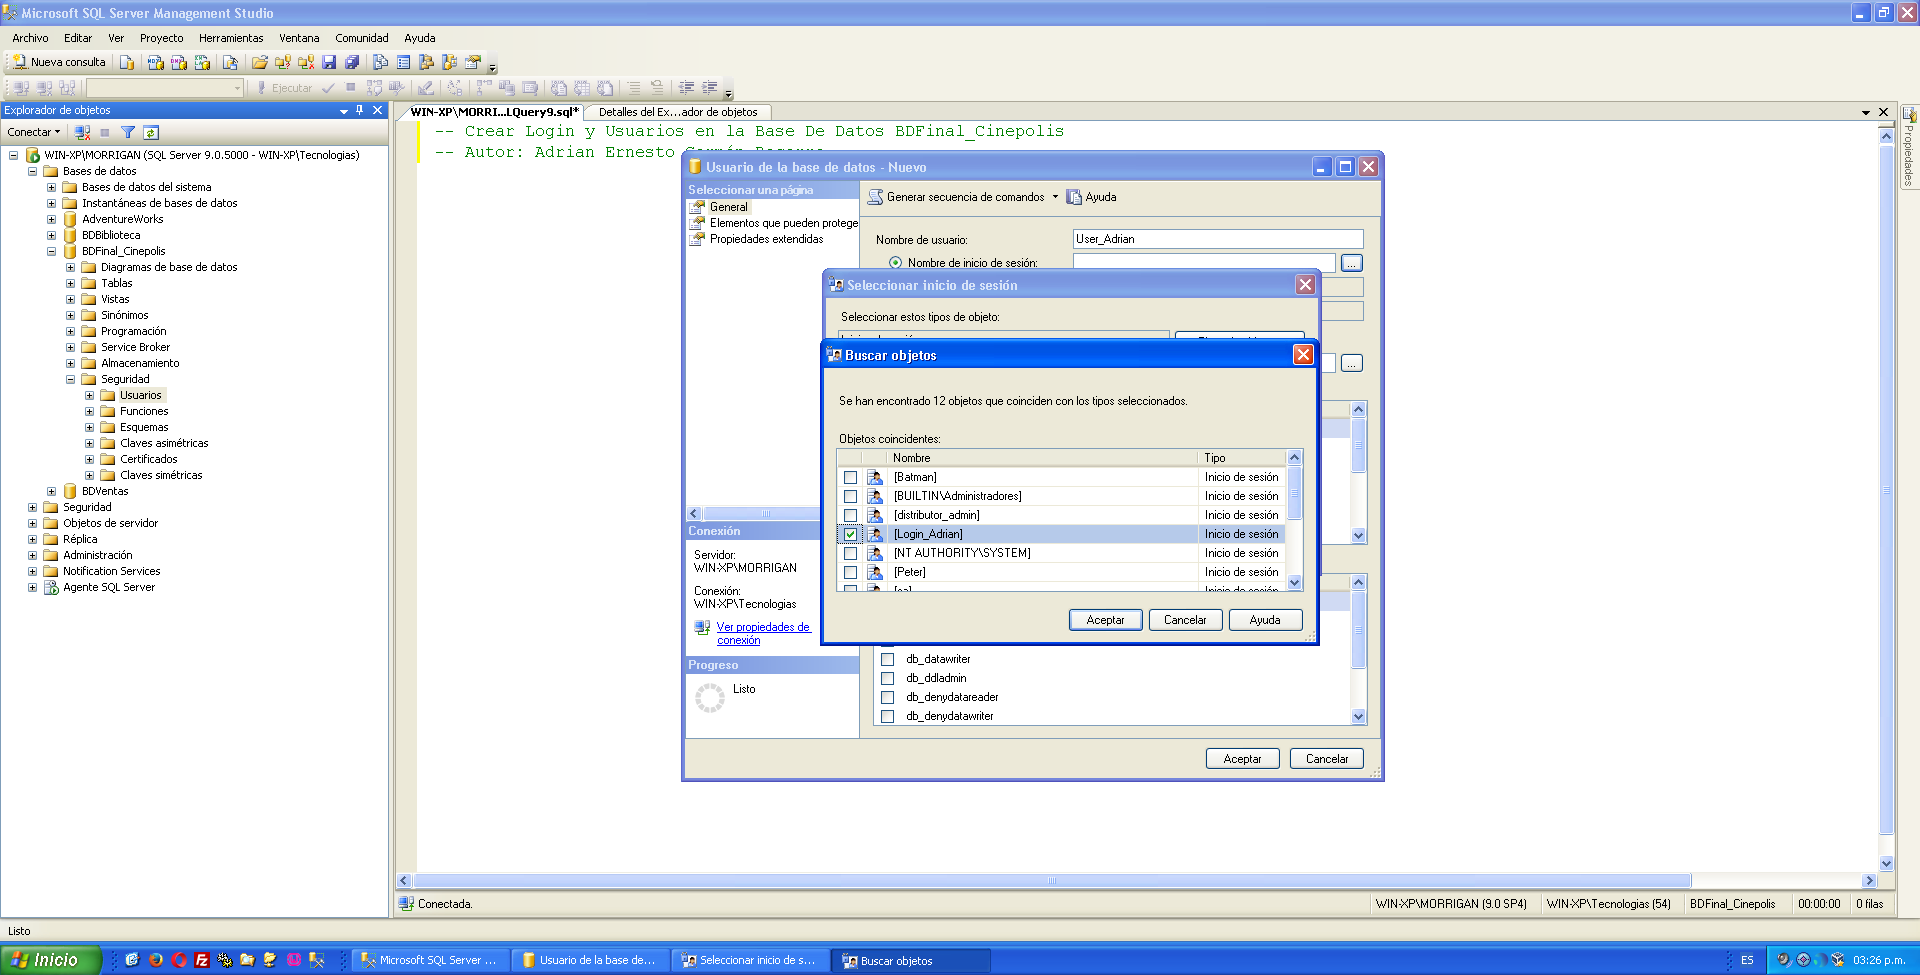 Microsoft SQL Server Management Studio
Archivo Editar Ver Proyecto Herramientas Ventana Comunidad Ayuda
Nueva consulta
Ejecutar
Explorador de objetos
Conectar
WIN-XP\MORRIGAN (SQL Server 9.0.5000 - WIN-XP\Tecnologias)
Bases de datos
Bases de datos del sistema
Instantáneas de bases de datos
AdventureWorks
BDBiblioteca
BDFinal_Cinepolis
Diagramas de base de datos
Tablas
Vistas
Sinónimos
Programación
Service Broker
Almacenamiento
Seguridad
Usuarios
Funciones
Esquemas
Claves asimétricas
Certificados
Claves simétricas
BDVentas
Seguridad
Objetos de servidor
Réplica
Administración
Notification Services
Agente SQL Server
WIN-XP\MORRI...LQuery9.sql* Detalles del Ex...ador de objetos
-- Crear Login y Usuarios en la Base De Datos BDFinal_Cinepolis
-- Autor: Adrian Ernesto
Propiedades
Usuario de la base de datos - Nuevo
Seleccionar una página
General
Elementos que pueden protege
Propiedades extendidas
Generar secuencia de comandos Ayuda
Nombre de usuario: User_Adrian
Nombre de inicio de sesión: ...
...
Seleccionar inicio de sesión
Seleccionar estos tipos de objeto:
Buscar objetos
Se han encontrado 12 objetos que coinciden con los tipos seleccionados.
Objetos coincidentes:
Nombre Tipo
[Batman] Inicio de sesión
[BUILTIN\Administradores] Inicio de sesión
[distributor_admin] Inicio de sesión
[Login_Adrian] Inicio de sesión
[NT AUTHORITY\SYSTEM] Inicio de sesión
[Peter] Inicio de sesión
Aceptar Cancelar Ayuda
Conexión
Servidor:
WIN-XP\MORRIGAN
Conexión:
WIN-XP\Tecnologias
Ver propiedades de
conexión
Progreso
Listo
db_datawriter
db_ddladmin
db_denydatareader
db_denydatawriter
Aceptar Cancelar
Conectada. WIN-XP\MORRIGAN (9.0 SP4) WIN-XP\Tecnologias (54) BDFinal_Cinepolis 00:00:00 0 filas
Listo
Inicio Microsoft SQL Server ... Usuario de la base de... Seleccionar inicio de s... Buscar objetos ES 03:26 p.m.